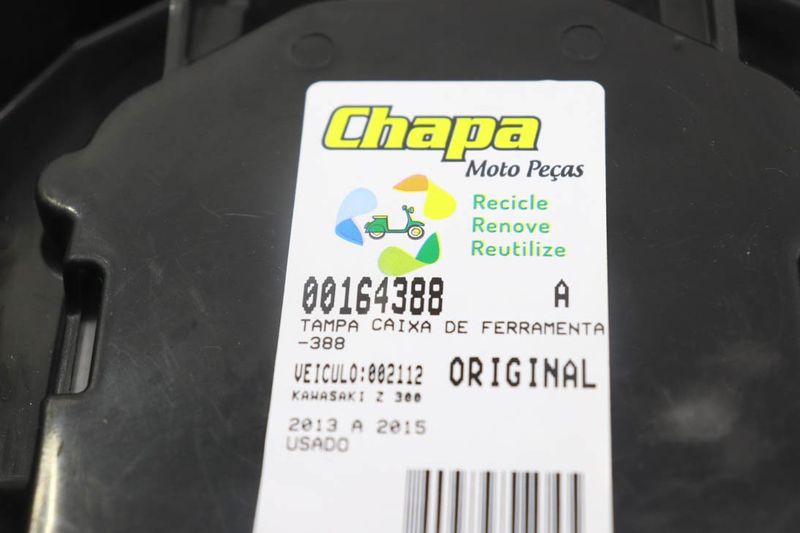 Chapa
Moto Peças
Recicle
Renove
Reutilize
00164388 A
TAMPA CAIXA DE FERRAMENTA
-388
VEICULO:002112 ORIGINAL
KAWASAKI Z 300
2013 A 2015
USADO